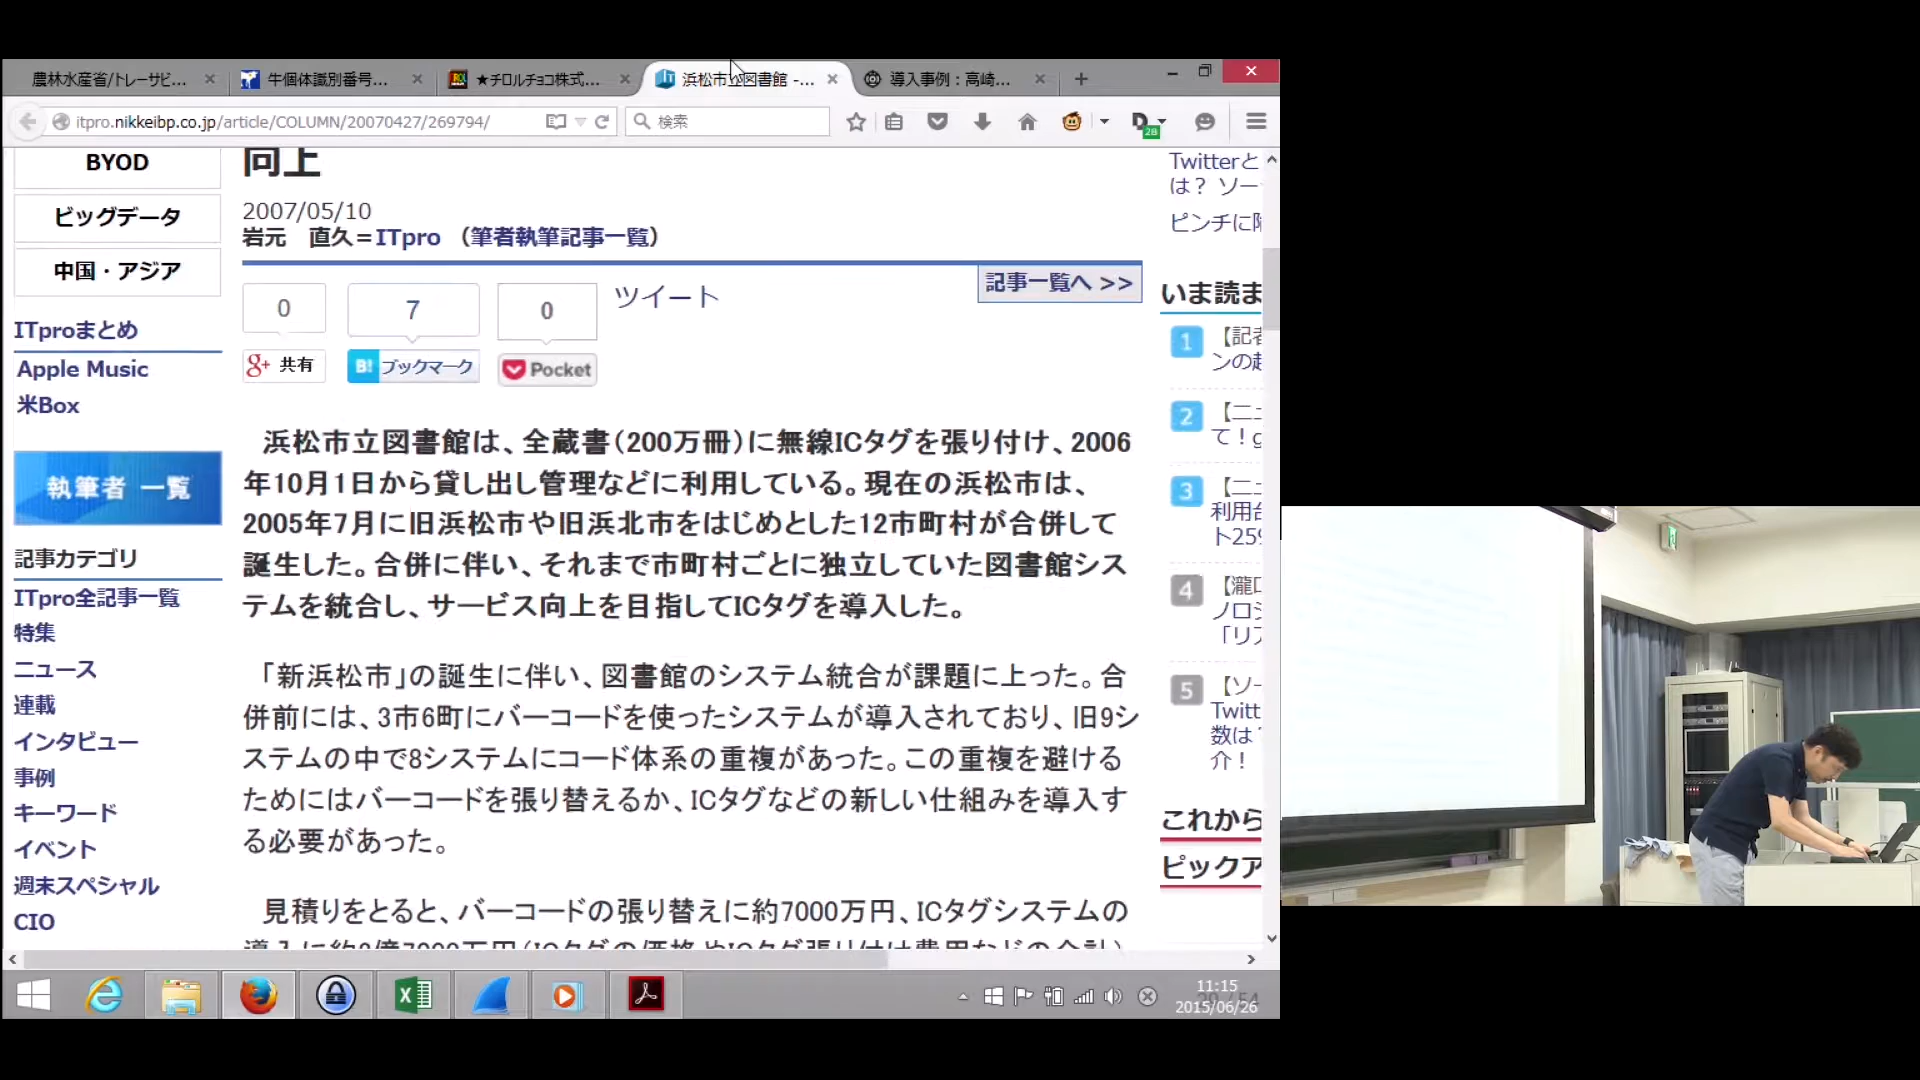 農林水産省/トレーサビ...
牛個体識別番号...
★チロルチョコ株式...
浜松市立図書館 -...
導入事例：高崎...
itpro.nikkeibp.co.jp/article/COLUMN/20070427/269794/
検索
28
BYOD
ビッグデータ
中国・アジア
ITproまとめ
Apple Music
米Box
執筆者 一覧
記事カテゴリ
ITpro全記事一覧
特集
ニュース
連載
インタビュー
事例
キーワード
イベント
週末スペシャル
CIO
向上
2007/05/10
岩元　直久＝ITpro （筆者執筆記事一覧）
記事一覧へ >>
0
7
0
ツイート
g+ 共有
B! ブックマーク
Pocket
浜松市立図書館は、全蔵書（200万冊）に無線ICタグを張り付け、2006
年10月1日から貸し出し管理などに利用している。現在の浜松市は、
2005年7月に旧浜松市や旧浜北市をはじめとした12市町村が合併して
誕生した。合併に伴い、それまで市町村ごとに独立していた図書館シス
テムを統合し、サービス向上を目指してICタグを導入した。
「新浜松市」の誕生に伴い、図書館のシステム統合が課題に上った。合
併前には、3市6町にバーコードを使ったシステムが導入されており、旧9シ
ステムの中で8システムにコード体系の重複があった。この重複を避ける
ためにはバーコードを張り替えるか、ICタグなどの新しい仕組みを導入す
る必要があった。
見積りをとると、バーコードの張り替えに約7000万円、ICタグシステムの
Twitterと
は？ ソー
ピンチに
いま読ま
1
【記
ンの
2
【ニ
て！g
3
【ニ
利用
ト25
4
【瀧
ノロジ
「リア
5
【ソー
Twitt
数は
介！
これから
ピックア
11:15
2015/06/26